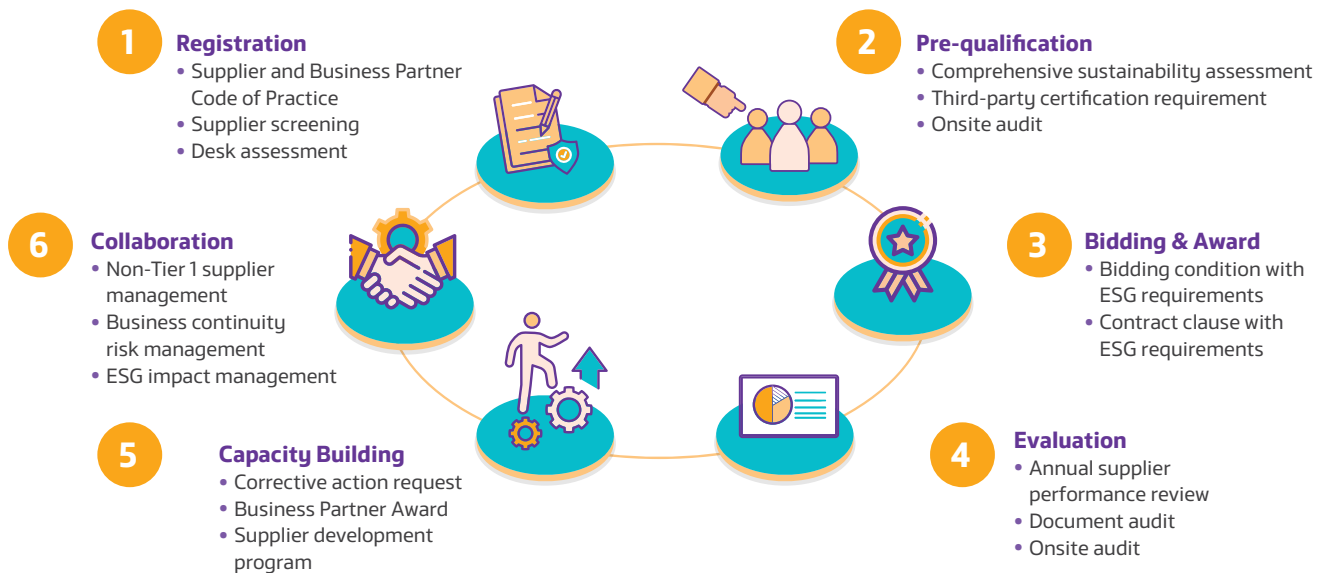 1
Registration
• Supplier and Business Partner
Code of Practice
• Supplier screening
• Desk assessment
2
Pre-qualification
• Comprehensive sustainability assessment
• Third-party certification requirement
• Onsite audit
3
Bidding & Award
• Bidding condition with
ESG requirements
• Contract clause with
ESG requirements
4
Evaluation
• Annual supplier
performance review
• Document audit
• Onsite audit
5
Capacity Building
• Corrective action request
• Business Partner Award
• Supplier development
program
6
Collaboration
• Non-Tier 1 supplier
management
• Business continuity
risk management
• ESG impact management